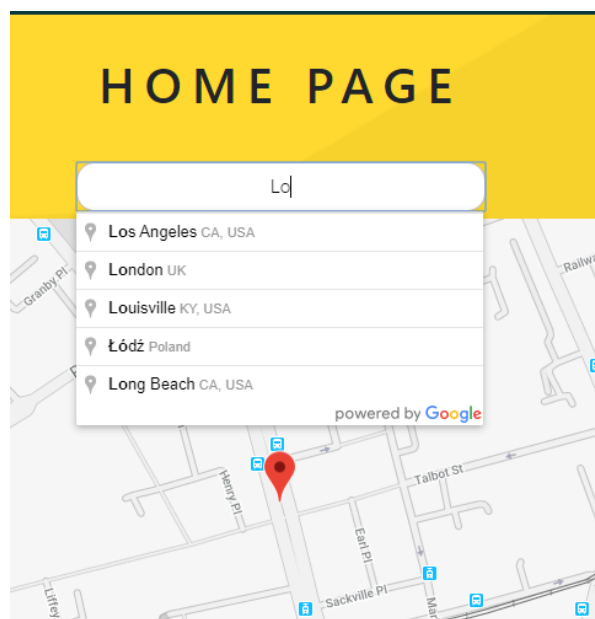 HOME PAGE
Lo
Los Angeles CA, USA
London UK
Louisville KY, USA
Łódź Poland
Long Beach CA, USA
powered by Google
Granby Pl
Railwa
Henry Pl
Talbot St
Earl Pl
Sackville Pl
Liffey
Mar